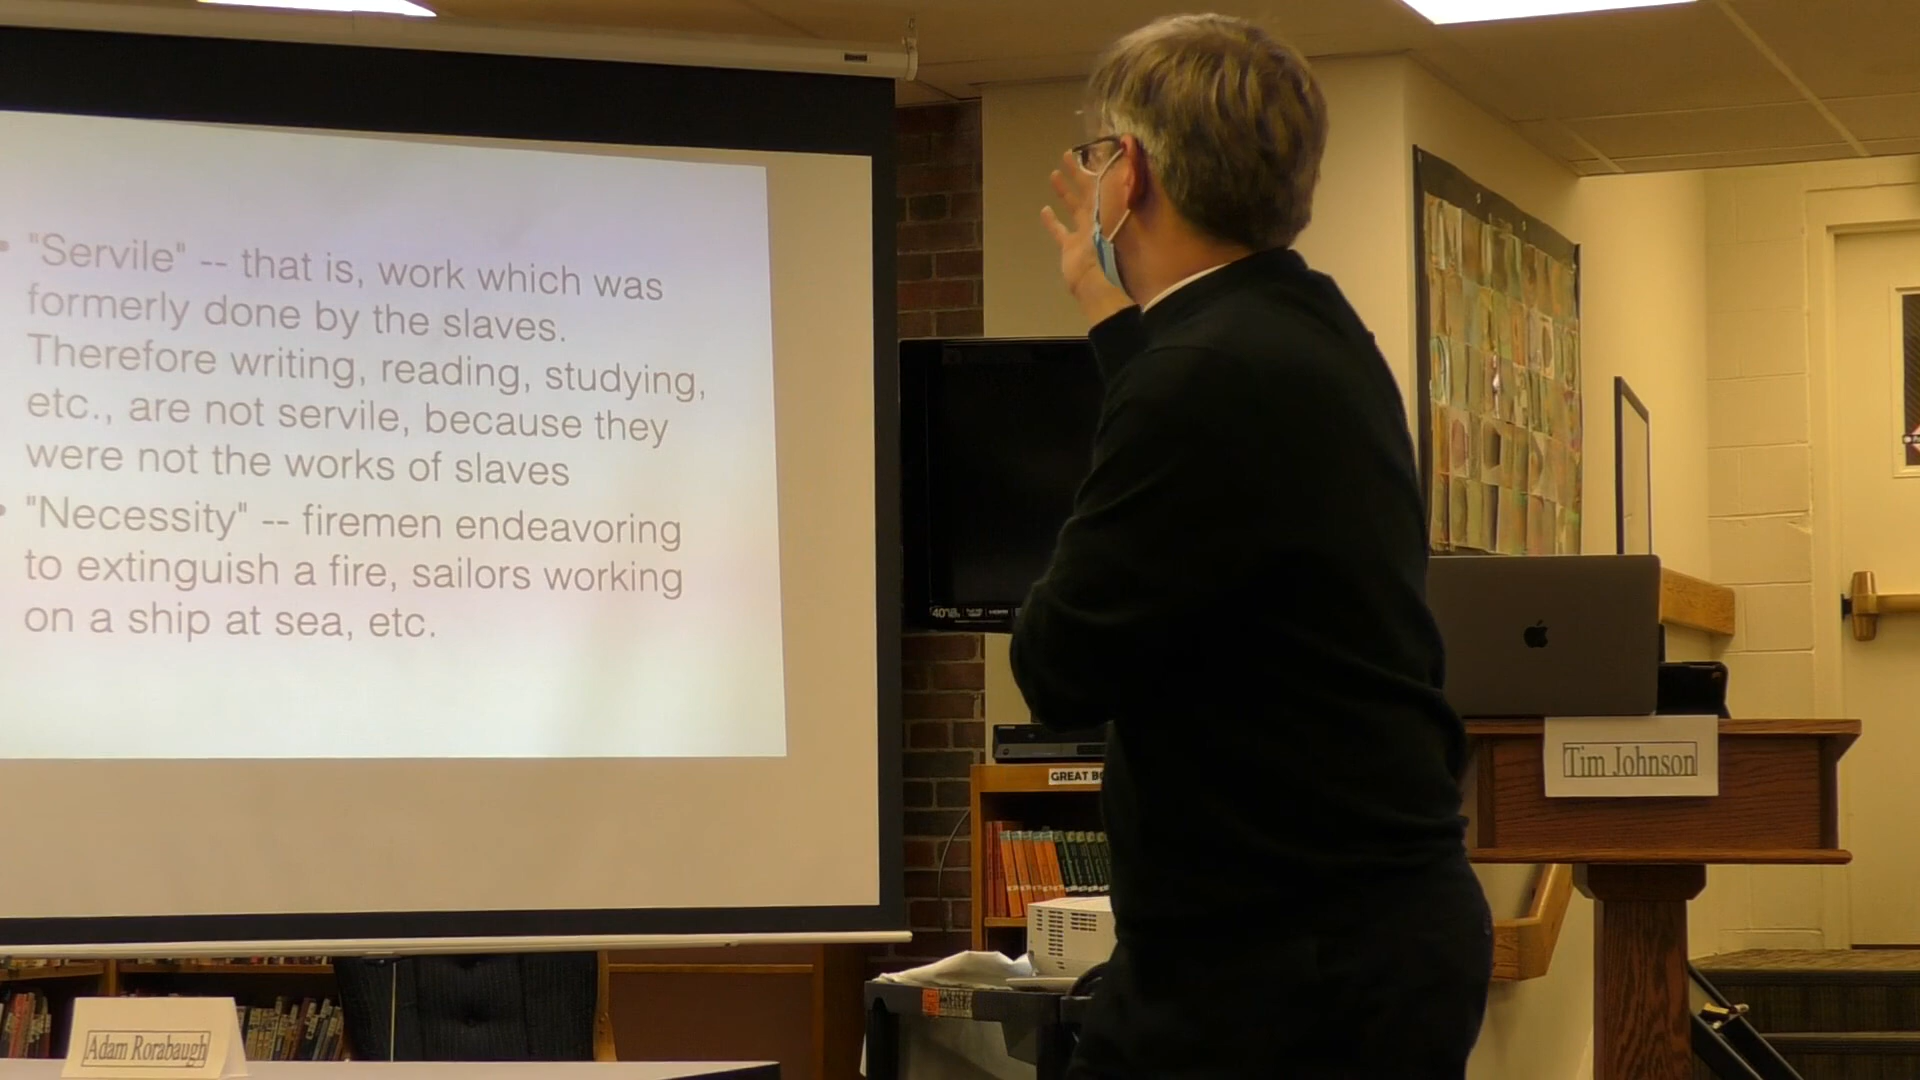 • "Servile" -- that is, work which was
formerly done by the slaves.
Therefore writing, reading, studying,
etc., are not servile, because they
were not the works of slaves
• "Necessity" -- firemen endeavoring
to extinguish a fire, sailors working
on a ship at sea, etc.
40"
HDMI
GREAT BO
Tim Johnson
Adam Rorabaugh